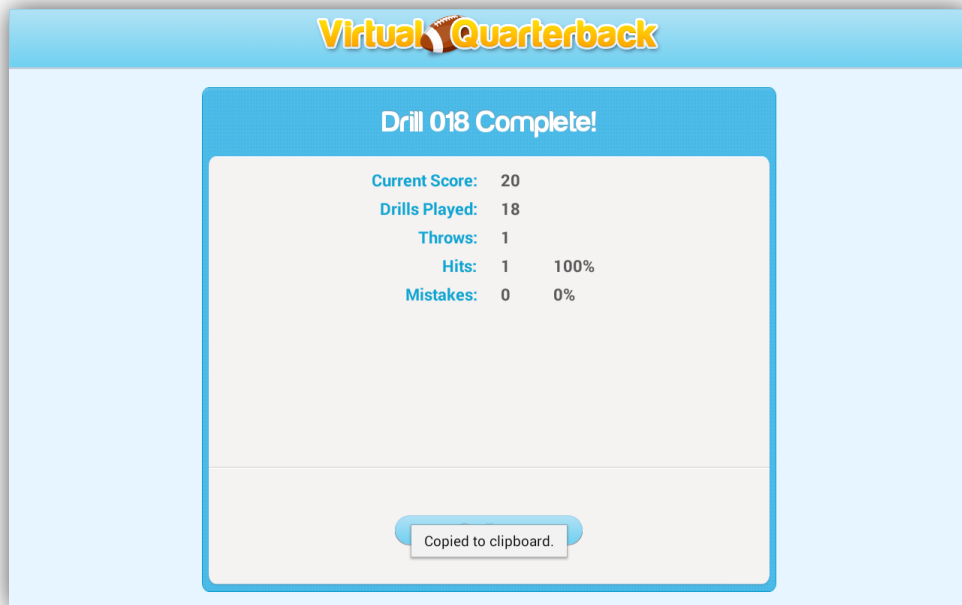 Virtual Quarterback
Drill 018 Complete!
Current Score: 20
Drills Played: 18
Throws: 1
Hits: 1 100%
Mistakes: 0 0%
Copied to clipboard.